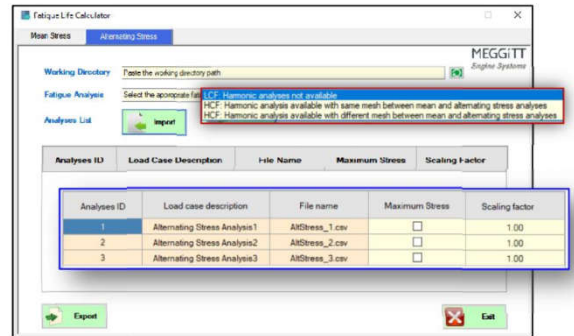 Fatigue Life Calculator
Mean Stress Alternating Stress
MEGGiTT
Engine Systems
Working Directory Paste the working directory path
Fatigue Analysis Select the appropriate
LCF: Harmonic analyses not available
HCF: Harmonic analysis available with same mesh between mean and alternating stress analyses
HCF: Harmonic analysis available with different mesh between mean and alternating stress analyses
Analyses List Import
Analyses ID Load Case Description File Name Maximum Stress Scaling Factor
Analyses ID Load case description File name Maximum Stress Scaling factor
1 Alternating Stress Analysis1 AltStress_1.csv 1.00
2 Alternating Stress Analysis2 AltStress_2.csv 1.00
3 Alternating Stress Analysis3 AltStress_3.csv 1.00
Export Exit